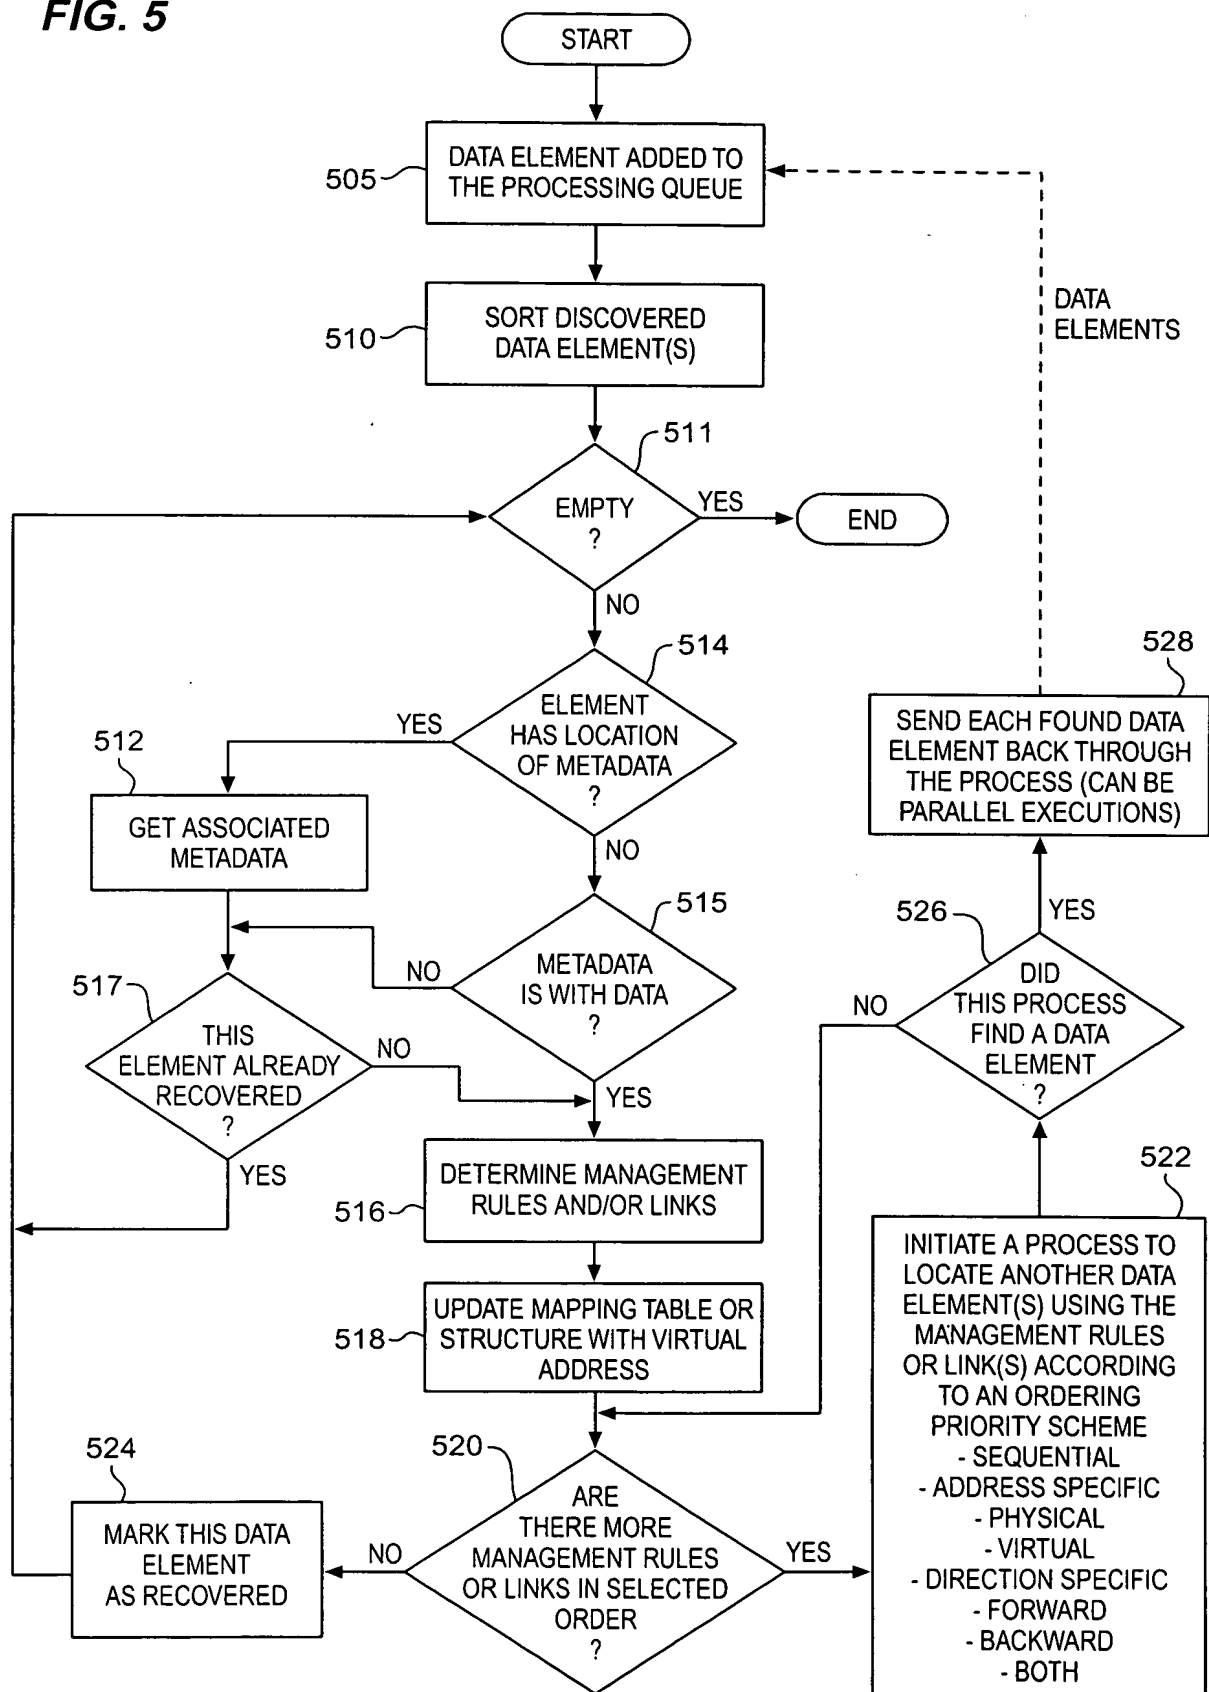 FIG. 5
START
505
DATA ELEMENT ADDED TO
THE PROCESSING QUEUE
510
SORT DISCOVERED
DATA ELEMENT(S)
DATA
ELEMENTS
511
EMPTY
?
YES
END
NO
514
ELEMENT
HAS LOCATION
OF METADATA
?
YES
NO
512
GET ASSOCIATED
METADATA
528
SEND EACH FOUND DATA
ELEMENT BACK THROUGH
THE PROCESS (CAN BE
PARALLEL EXECUTIONS)
515
METADATA
IS WITH DATA
?
NO
YES
526
YES
DID
THIS PROCESS
FIND A DATA
ELEMENT
?
NO
517
THIS
ELEMENT ALREADY
RECOVERED
?
NO
YES
516
DETERMINE MANAGEMENT
RULES AND/OR LINKS
518
UPDATE MAPPING TABLE OR
STRUCTURE WITH VIRTUAL
ADDRESS
522
INITIATE A PROCESS TO
LOCATE ANOTHER DATA
ELEMENT(S) USING THE
MANAGEMENT RULES
OR LINK(S) ACCORDING
TO AN ORDERING
PRIORITY SCHEME
- SEQUENTIAL
- ADDRESS SPECIFIC
- PHYSICAL
- VIRTUAL
- DIRECTION SPECIFIC
- FORWARD
- BACKWARD
- BOTH
520
ARE
THERE MORE
MANAGEMENT RULES
OR LINKS IN SELECTED
ORDER
?
NO
YES
524
MARK THIS DATA
ELEMENT
AS RECOVERED